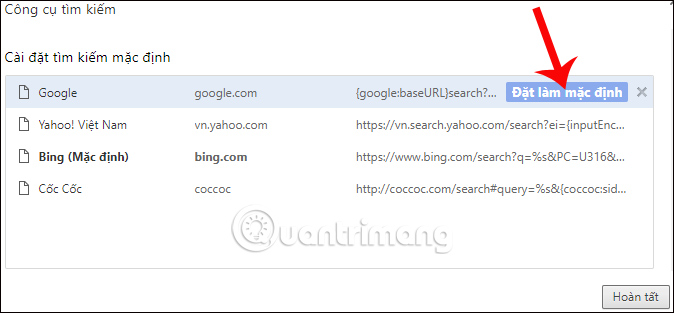 Công cụ tìm kiếm
Cài đặt tìm kiếm mặc định
Google google.com {google:baseURL}search?... Đặt làm mặc định
Yahoo! Việt Nam vn.yahoo.com https://vn.search.yahoo.com/search?ei={inputEnc...
Bing (Mặc định) bing.com https://www.bing.com/search?q=%s&PC=U316&...
Cốc Cốc coccoc http://coccoc.com/search#query=%s&{coccoc:sid...
Quantrimang
Hoàn tất